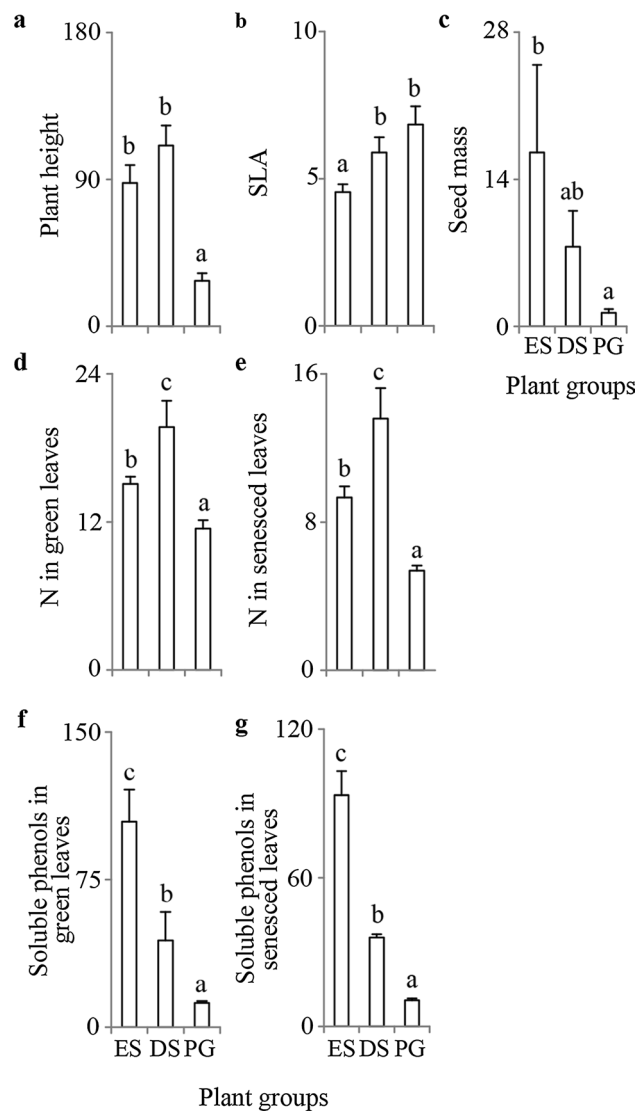 a
180
90
0
Plant height
b
b
a
b
10
5
0
SLA
a
b
b
c
28
14
0
Seed mass
b
ab
a
ES DS PG
Plant groups
d
24
12
0
N in green leaves
b
c
a
e
16
8
0
N in senesced leaves
b
c
a
f
150
75
0
Soluble phenols in
green leaves
c
b
a
ES DS PG
g
120
60
0
Soluble phenols in
senesced leaves
c
b
a
ES DS PG
Plant groups